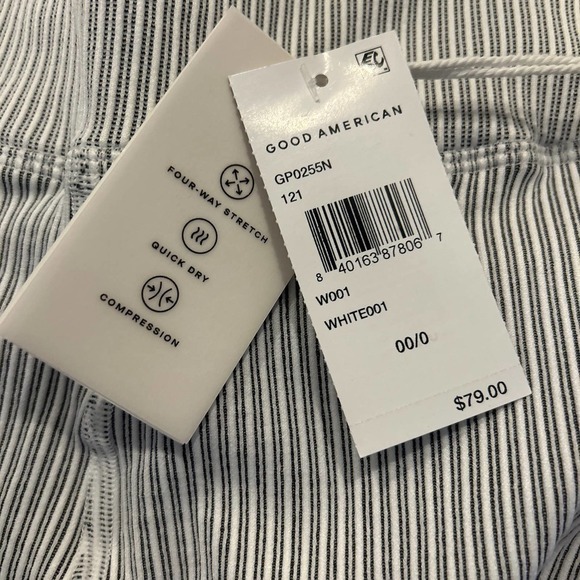 FOUR-WAY STRETCH
QUICK DRY
COMPRESSION
EC
GOOD AMERICAN
GP0255N
121
8 40163 87806 7
W001
WHITE001
00/0
$79.00